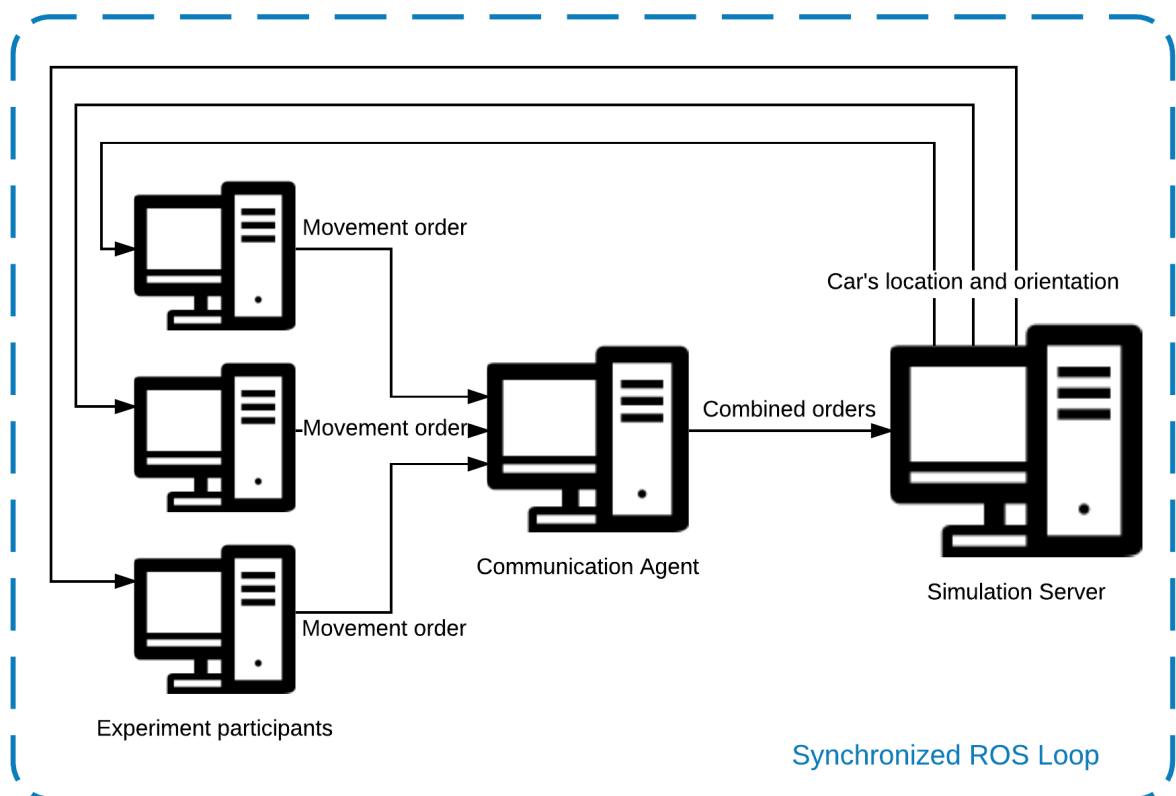 Movement order
Car's location and orientation
Combined orders
Movement order
Communication Agent
Simulation Server
Movement order
Experiment participants
Synchronized ROS Loop